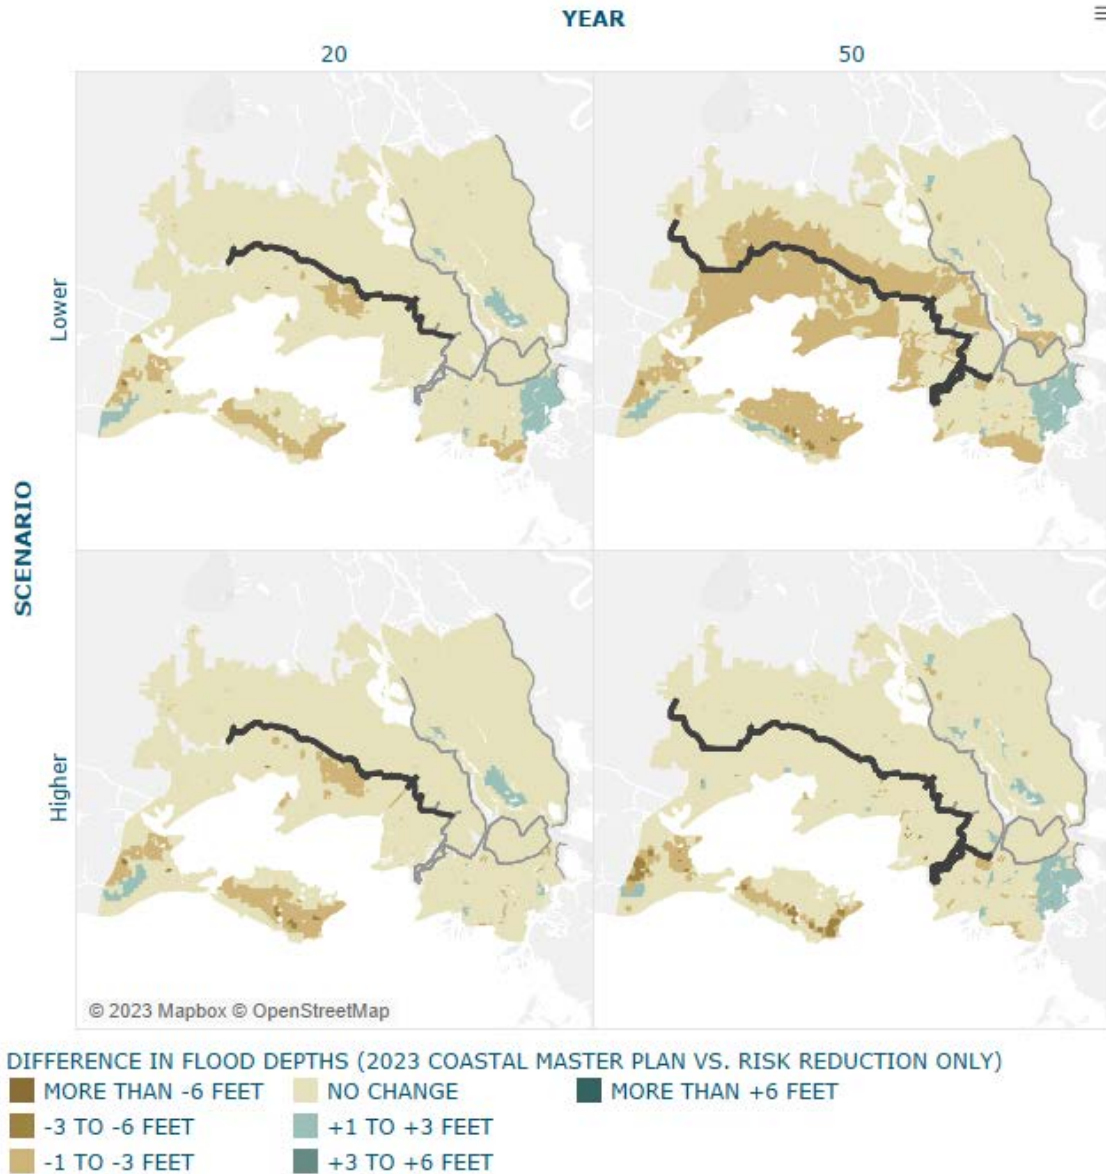 YEAR
20 50
SCENARIO
Lower
Higher
© 2023 Mapbox © OpenStreetMap
DIFFERENCE IN FLOOD DEPTHS (2023 COASTAL MASTER PLAN VS. RISK REDUCTION ONLY)
MORE THAN -6 FEET NO CHANGE MORE THAN +6 FEET
-3 TO -6 FEET +1 TO +3 FEET
-1 TO -3 FEET +3 TO +6 FEET